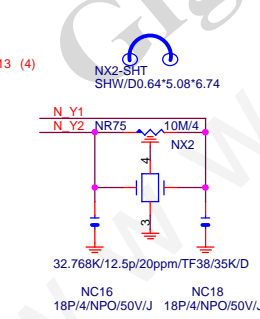 13 (4)
NX2-SHT
SHW/D0.64*5.08*6.74
N_Y1
N_Y2 NR75 10M/4
NX2
4
3
32.768K/12.5p/20ppm/TF38/35K/D
NC16 NC18
18P/4/NPO/50V/J 18P/4/NPO/50V/J